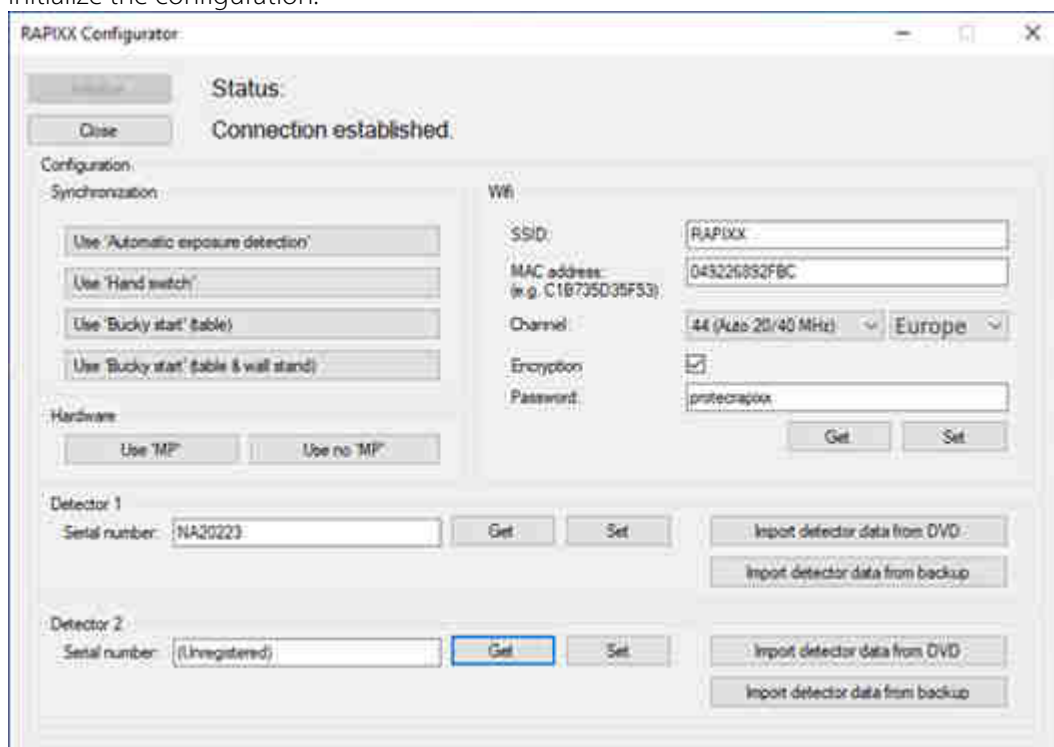 initialize the configuration.
RAPIXX Configurator
Status:
Close
Connection established.
Configuration
Synchronization
Use 'Automatic exposure detection'
Use 'Hand switch'
Use 'Bucky start' (table)
Use 'Bucky start' (table & wall stand)
Hardware
Use 'MP'
Use no 'MP'
Wifi
SSID:
RAPIXX
MAC address:
(e.g. C1B735D35F53)
049226892FBC
Channel
44 (Auto 20/40 MHz)
Europe
Encryption
Password:
protecrapixx
Get
Set
Detector 1
Serial number: NA20223
Get
Set
Import detector data from DVD
Import detector data from backup
Detector 2
Serial number: (Unregistered)
Get
Set
Import detector data from DVD
Import detector data from backup